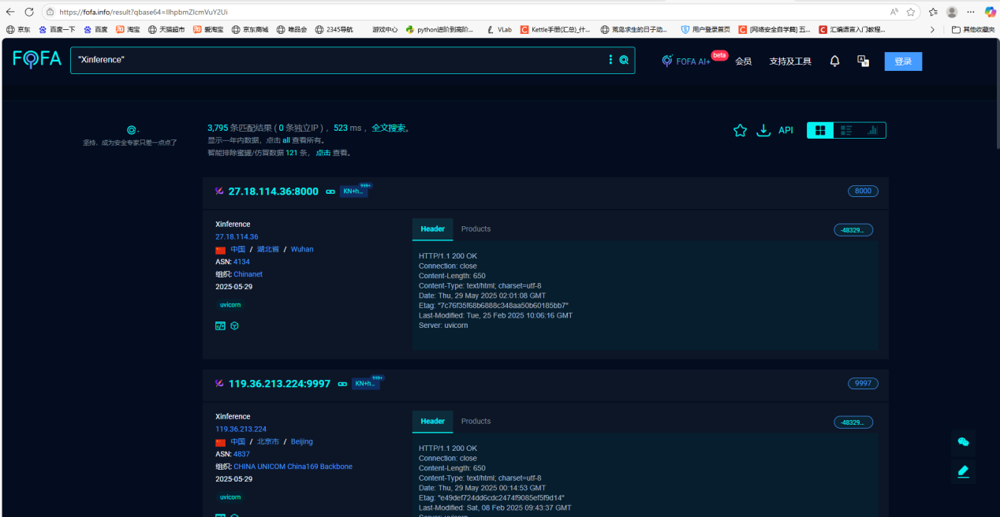 https://fofa.info/result?qbase64=IlhpbmZlcmVuY2Ui
京东 百度一下 百度 淘宝 天猫超市 爱淘宝 京东商城 唯品会 2345导航 游戏中心 python进阶到高阶... VLab Kettle手册(汇总)_什... 荒岛求生的日子动... 用户登录首页 [网络安全自学篇] 五... 汇编语言入门教程... 其他收藏夹
FOFA
"Xinference"
FOFA AI+ beta 会员 支持及工具 登录
坚持，成为安全专家只差一点点了
3,795 条匹配结果 ( 0 条独立IP ) ，523 ms ，全文搜索。
显示一年内数据，点击 all 查看所有。
智能排除蜜罐/仿冒数据 121 条， 点击 查看。
API
27.18.114.36:8000 KN+h... 999+ 8000
Xinference
27.18.114.36
中国 / 湖北省 / Wuhan
ASN: 4134
组织: Chinanet
2025-05-29
uvicorn
Header Products -48329...
HTTP/1.1 200 OK
Connection: close
Content-Length: 650
Content-Type: text/html; charset=utf-8
Date: Thu, 29 May 2025 02:01:08 GMT
Etag: "7c76f35f68b6888c348aa50b60185bb7"
Last-Modified: Tue, 25 Feb 2025 10:06:16 GMT
Server: uvicorn
119.36.213.224:9997 KN+h... 999+ 9997
Xinference
119.36.213.224
中国 / 北京市 / Beijing
ASN: 4837
组织: CHINA UNICOM China169 Backbone
2025-05-29
uvicorn
Header Products -48329...
HTTP/1.1 200 OK
Connection: close
Content-Length: 650
Content-Type: text/html; charset=utf-8
Date: Thu, 29 May 2025 00:14:53 GMT
Etag: "e49def724dd6cdc2474f9085ef5f9d14"
Last-Modified: Sat, 08 Feb 2025 09:43:37 GMT
Server: uvicorn